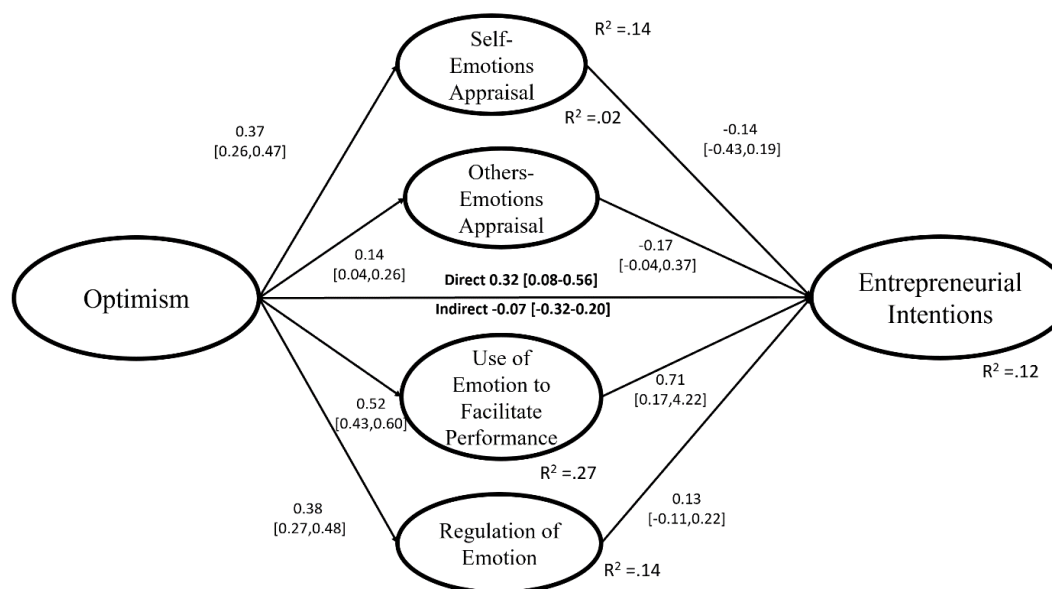 Self-
Emotions
Appraisal
R² =.14
R² =.02
0.37
[0.26,0.47]
-0.14
[-0.43,0.19]
Others-
Emotions
Appraisal
0.14
[0.04,0.26]
-0.17
[-0.04,0.37]
Direct 0.32 [0.08-0.56]
Optimism
Indirect -0.07 [-0.32-0.20]
Entrepreneurial
Intentions
R² =.12
Use of
Emotion to
Facilitate
Performance
0.52
[0.43,0.60]
0.71
[0.17,4.22]
R² =.27
0.38
[0.27,0.48]
0.13
[-0.11,0.22]
Regulation of
Emotion
R² =.14